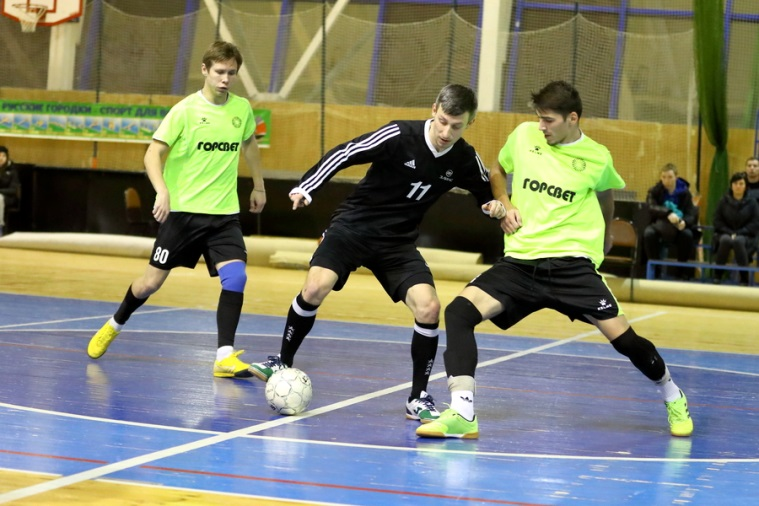 РУССКИЕ ГОРОДКИ - СПОРТ ДЛЯ
ГОРСВЕТ
11
ГОРСВЕТ
80